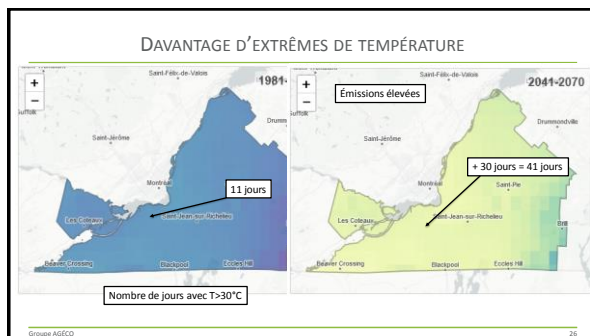 DAVANTAGE D'EXTRÊMES DE TEMPÉRATURE
+
−
Saint-Félix-de-Valois
1981-
Suffolk
Saint-Jérôme
Montréal
11 jours
Les Coteaux
Saint-Jean-sur-Richelieu
Beaver Crossing
Blackpool
Eccles Hill
Nombre de jours avec T>30°C
+
−
Saint-Félix-de-Valois
2041-2070
Émissions élevées
Drummondville
Saint-Jérôme
+ 30 jours = 41 jours
Montréal
Saint-Pie
Les Coteaux
Saint-Jean-sur-Richelieu
Beaver Crossing
Blackpool
Eccles Hill
Groupe AGÉCO
26